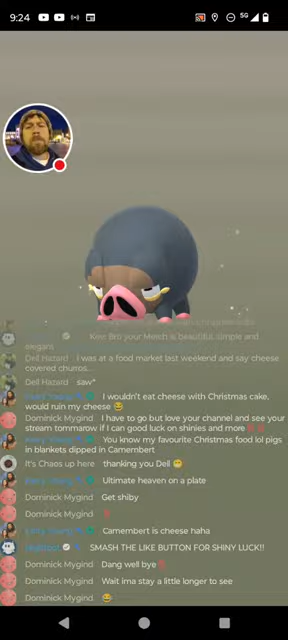 9:24
5G
Kew Bro your Merch is beautiful, simple and
elegans
Dell Hazard I was at a food market last weekend and say cheese
covered churros...
Dell Hazard saw*
I wouldn't eat cheese with Christmas cake,
would ruin my cheese 😂
Dominick Mygind I have to go but love your channel and see your
stream tommarow if I can good luck on shinies and more
You know my favourite Christmas food lol pigs
in blankets dipped in Camembert
It's Chaos up here thanking you Dell 😁
Ultimate heaven on a plate
Dominick Mygind Get shiby
Dominick Mygind
Camembert is cheese haha
SMASH THE LIKE BUTTON FOR SHINY LUCK!!
Dominick Mygind Dang well bye
Dominick Mygind Wait ima stay a little longer to see
Dominick Mygind 😂